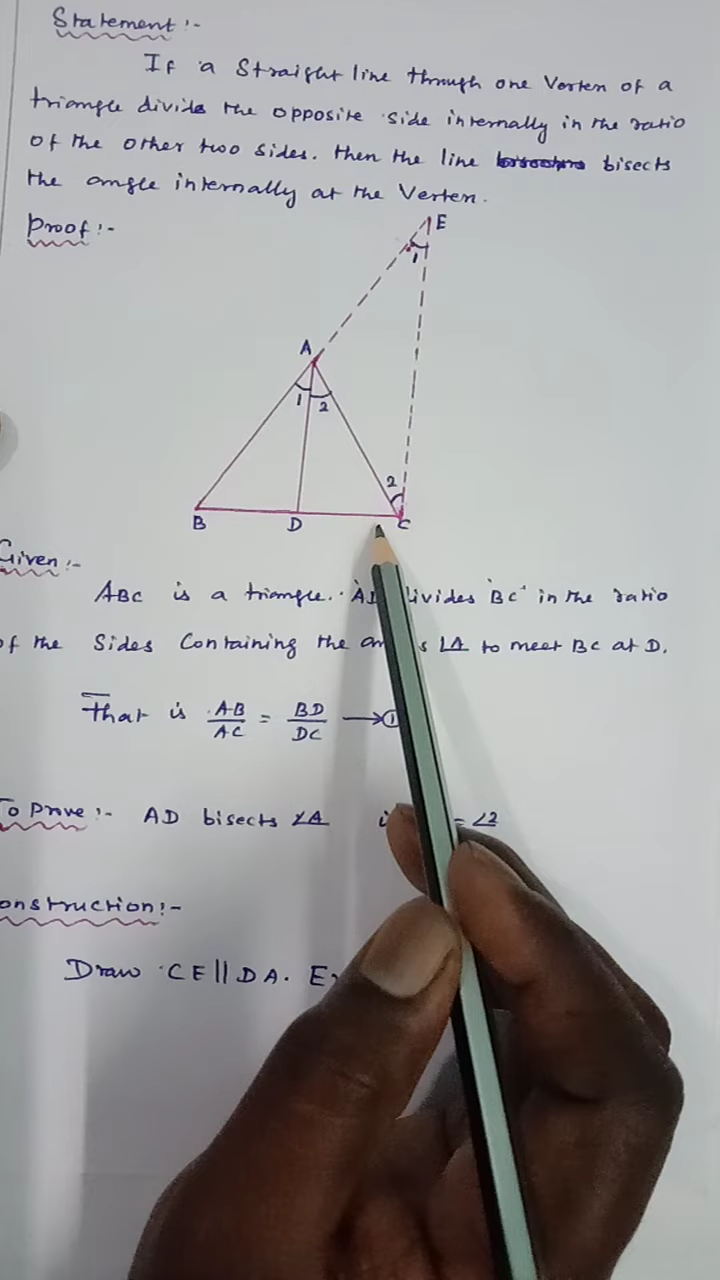 Statement :-
If a Straight line through one Vertex of a
triangle divids the opposite side internally in the ratio
of the other two sides. then the line bisects
the angle internally at the Vertex.
Proof :-
E
1
A
1 2
2
B D C
Given :-
ABC is a triangle. AD divides BC in the ratio
of the Sides Containing the LA to meet BC at D.
That is AB/AC = BD/DC → ①
To Prove :- AD bisects ∠A = ∠2
onstruction :-
Draw CE || DA.